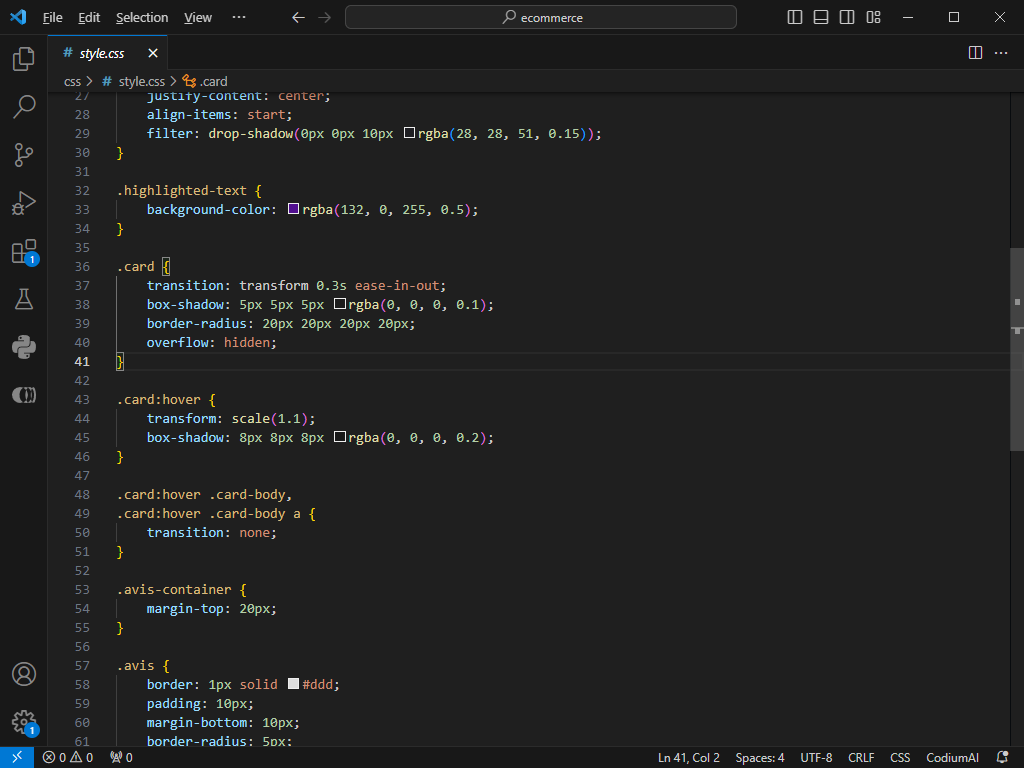 File Edit Selection View ··· ecommerce
# style.css
css > # style.css > .card
27 justify-content: center;
28 align-items: start;
29 filter: drop-shadow(0px 0px 10px rgba(28, 28, 51, 0.15));
30 }
31
32 .highlighted-text {
33 background-color: rgba(132, 0, 255, 0.5);
34 }
35
36 .card {
37 transition: transform 0.3s ease-in-out;
38 box-shadow: 5px 5px 5px rgba(0, 0, 0, 0.1);
39 border-radius: 20px 20px 20px 20px;
40 overflow: hidden;
41 }
42
43 .card:hover {
44 transform: scale(1.1);
45 box-shadow: 8px 8px 8px rgba(0, 0, 0, 0.2);
46 }
47
48 .card:hover .card-body,
49 .card:hover .card-body a {
50 transition: none;
51 }
52
53 .avis-container {
54 margin-top: 20px;
55 }
56
57 .avis {
58 border: 1px solid #ddd;
59 padding: 10px;
60 margin-bottom: 10px;
61 border-radius: 5px;
1
1
0 0 0 Ln 41, Col 2 Spaces: 4 UTF-8 CRLF CSS CodiumAI